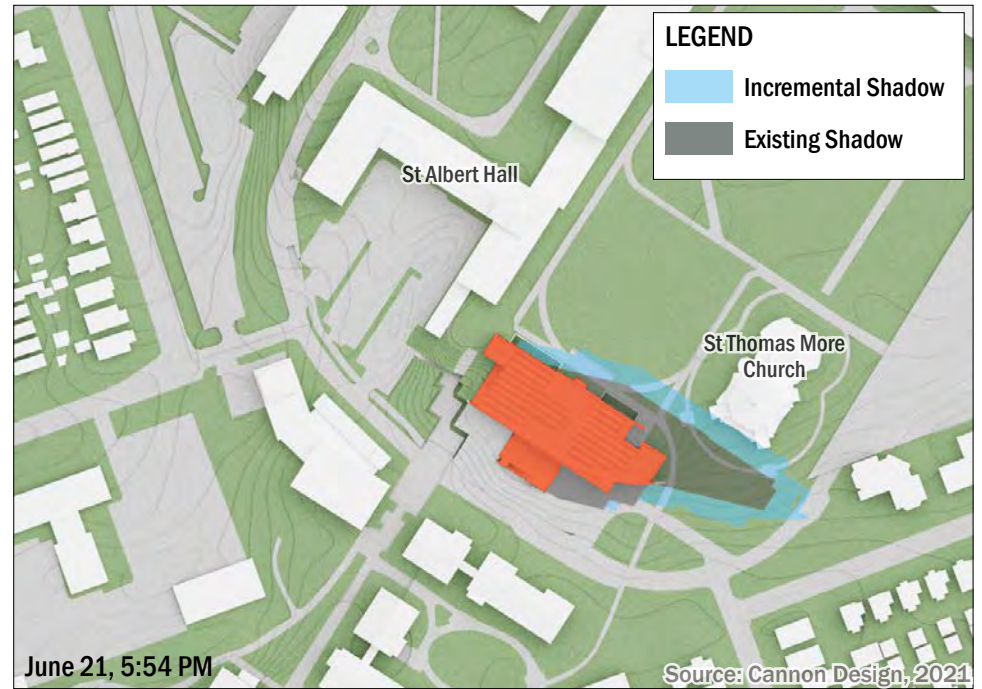 LEGEND
Incremental Shadow
Existing Shadow
St Albert Hall
St Thomas More
Church
June 21, 5:54 PM
Source: Cannon Design, 2021